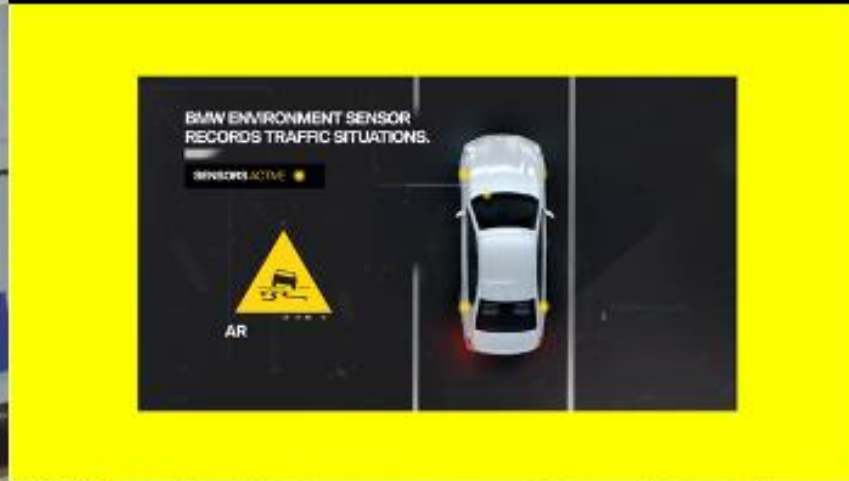 BMW ENVIRONMENT SENSOR
RECORDS TRAFFIC SITUATIONS.
SENSORS ACTIVE
AR